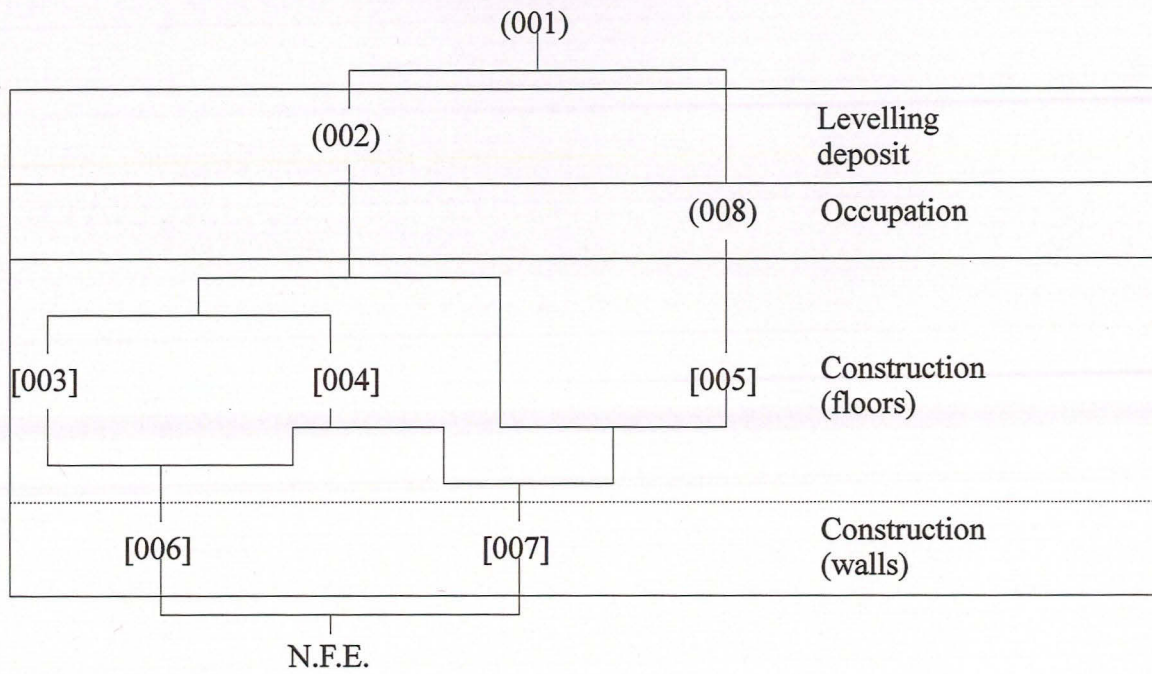 (001)
(002)
Levelling
deposit
(008)
Occupation
[003]
[004]
[005]
Construction
(floors)
[006]
[007]
Construction
(walls)
N.F.E.